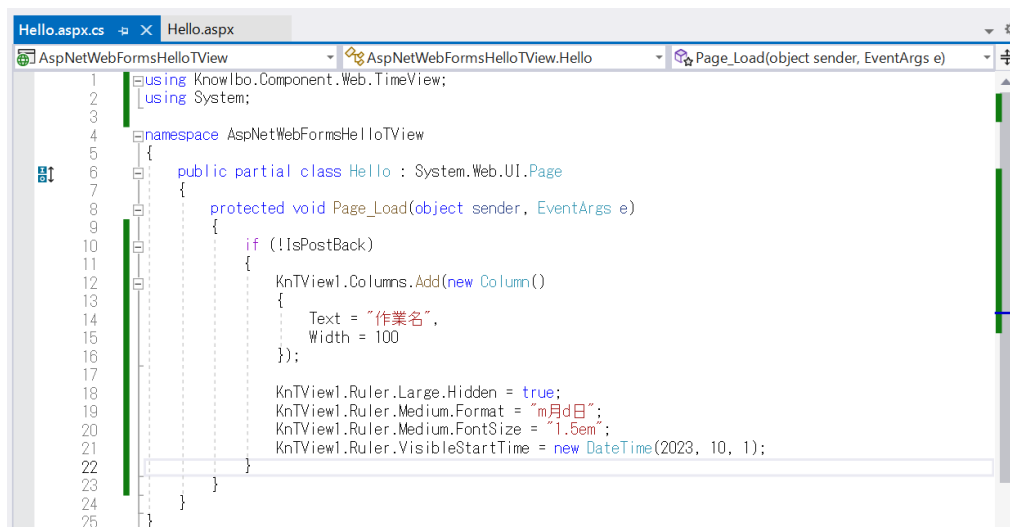 Hello.aspx.cs Hello.aspx
AspNetWebFormsHelloTView AspNetWebFormsHelloTView.Hello Page_Load(object sender, EventArgs e)
1 using Knowlbo.Component.Web.TimeView;
2 using System;
3
4 namespace AspNetWebFormsHelloTView
5 {
6 public partial class Hello : System.Web.UI.Page
7 {
8 protected void Page_Load(object sender, EventArgs e)
9 {
10 if (!IsPostBack)
11 {
12 KnTView1.Columns.Add(new Column()
13 {
14 Text = "作業名",
15 Width = 100
16 });
17
18 KnTView1.Ruler.Large.Hidden = true;
19 KnTView1.Ruler.Medium.Format = "m月d日";
20 KnTView1.Ruler.Medium.FontSize = "1.5em";
21 KnTView1.Ruler.VisibleStartTime = new DateTime(2023, 10, 1);
22 }
23 }
24 }
25 }